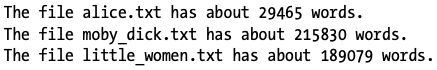 The file alice.txt has about 29465 words.
The file moby_dick.txt has about 215830 words.
The file little_women.txt has about 189079 words.